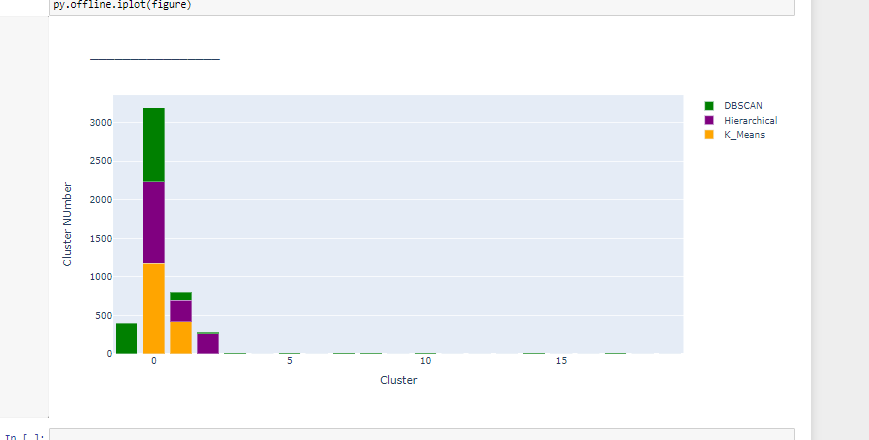 py.offline.iplot(figure)
____________________
DBSCAN
Hierarchical
K_Means
Cluster NUmber
3000
2500
2000
1500
1000
500
0
0 5 10 15
Cluster
In [ ]: